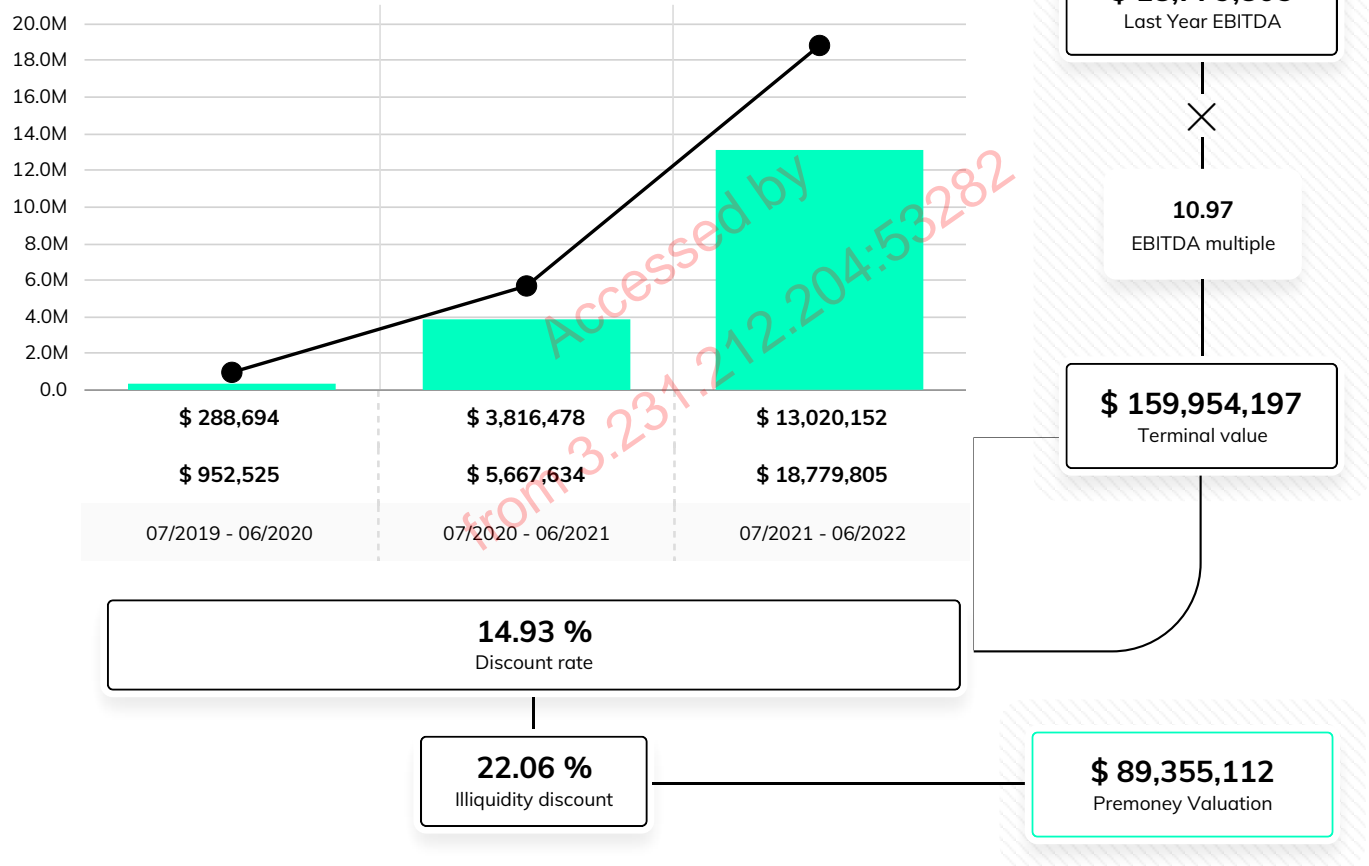 20.0M
18.0M
16.0M
14.0M
12.0M
10.0M
8.0M
6.0M
4.0M
2.0M
0.0
$ 288,694
$ 3,816,478
$ 13,020,152
$ 952,525
$ 5,667,634
$ 18,779,805
07/2019 - 06/2020
07/2020 - 06/2021
07/2021 - 06/2022
Last Year EBITDA
10.97
EBITDA multiple
$ 159,954,197
Terminal value
14.93 %
Discount rate
22.06 %
Illiquidity discount
$ 89,355,112
Premoney Valuation
Accessed by
from 3.231.212.204:53282